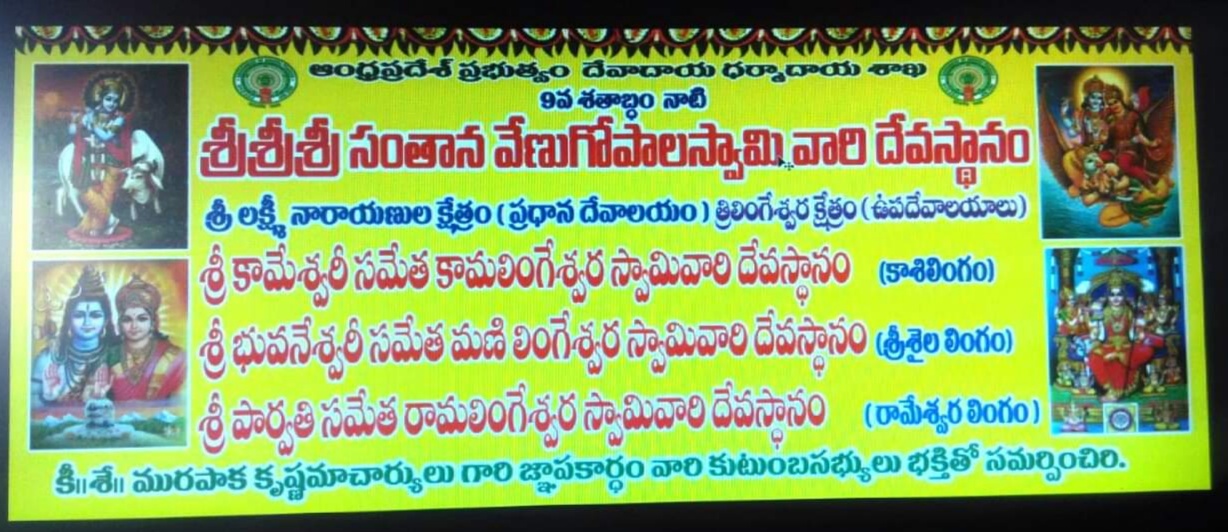 ఆంధ్రప్రదేశ్ ప్రభుత్వం దేవాదాయ ధర్మాదాయ శాఖ
9వ శతాబ్ధం నాటి
శ్రీశ్రీశ్రీ సంతాన వేణుగోపాలస్వామి వారి దేవస్థానం
శ్రీ లక్ష్మీ నారాయణుల క్షేత్రం ( ప్రధాన దేవాలయం ) త్రిలింగేశ్వర క్షేత్రం ( ఉపదేవాలయాలు)
శ్రీ కామేశ్వరీ సమేత కామలింగేశ్వర స్వామివారి దేవస్థానం (కాశిలింగం)
శ్రీ భువనేశ్వరీ సమేత మణి లింగేశ్వర స్వామివారి దేవస్థానం (శ్రీశైల లింగం)
శ్రీ పార్వతి సమేత రామలింగేశ్వర స్వామివారి దేవస్థానం ( రామేశ్వర లింగం )
కీ॥శే॥ మురపాక కృష్ణమాచార్యులు గారి జ్ఞాపకార్ధం వారి కుటుంబసభ్యులు భక్తితో సమర్పించిరి.